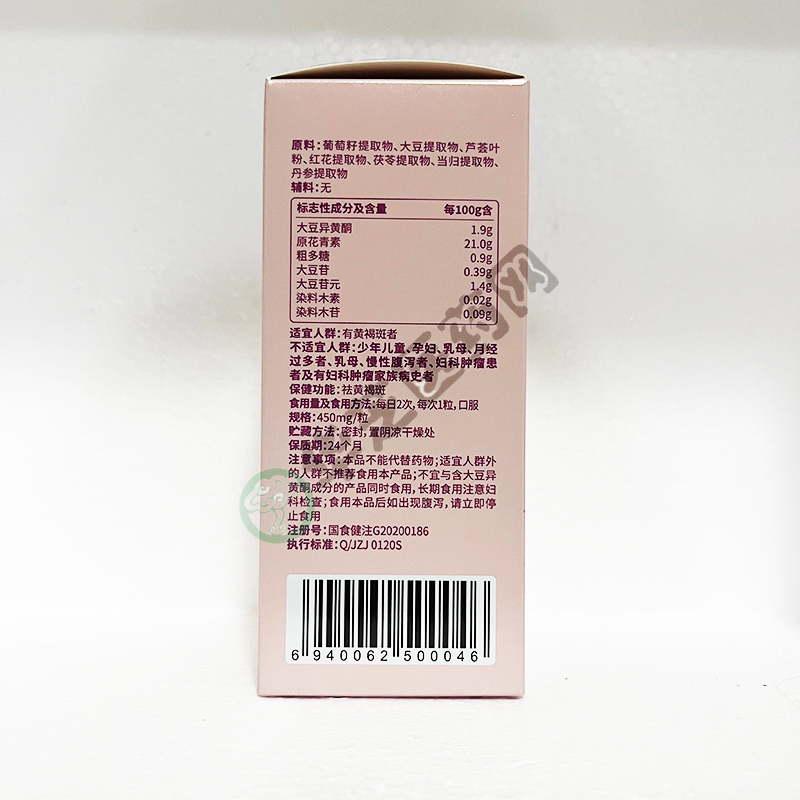 原料:葡萄籽提取物、大豆提取物、芦荟叶
粉、红花提取物、茯苓提取物、当归提取物、
丹参提取物
辅料:无
标志性成分及含量 每100g含
大豆异黄酮 1.9g
原花青素 21.0g
粗多糖 0.9g
大豆苷 0.39g
大豆苷元 1.4g
染料木素 0.02g
染料木苷 0.09g
适宜人群:有黄褐斑者
不适宜人群:少年儿童、孕妇、乳母、月经
过多者、乳母、慢性腹泻者、妇科肿瘤患
者及有妇科肿瘤家族病史者
保健功能:祛黄褐斑
食用量及食用方法:每日2次,每次1粒,口服
规格:450mg/粒
贮藏方法:密封,置阴凉干燥处
保质期:24个月
注意事项:本品不能代替药物;适宜人群外
的人群不推荐食用本产品;不宜与含大豆异
黄酮成分的产品同时食用,长期食用注意妇
科检查;食用本品后如出现腹泻,请立即停
止食用
注册号:国食健注G20200186
执行标准:Q/JZJ 0120S
6 940062 500046